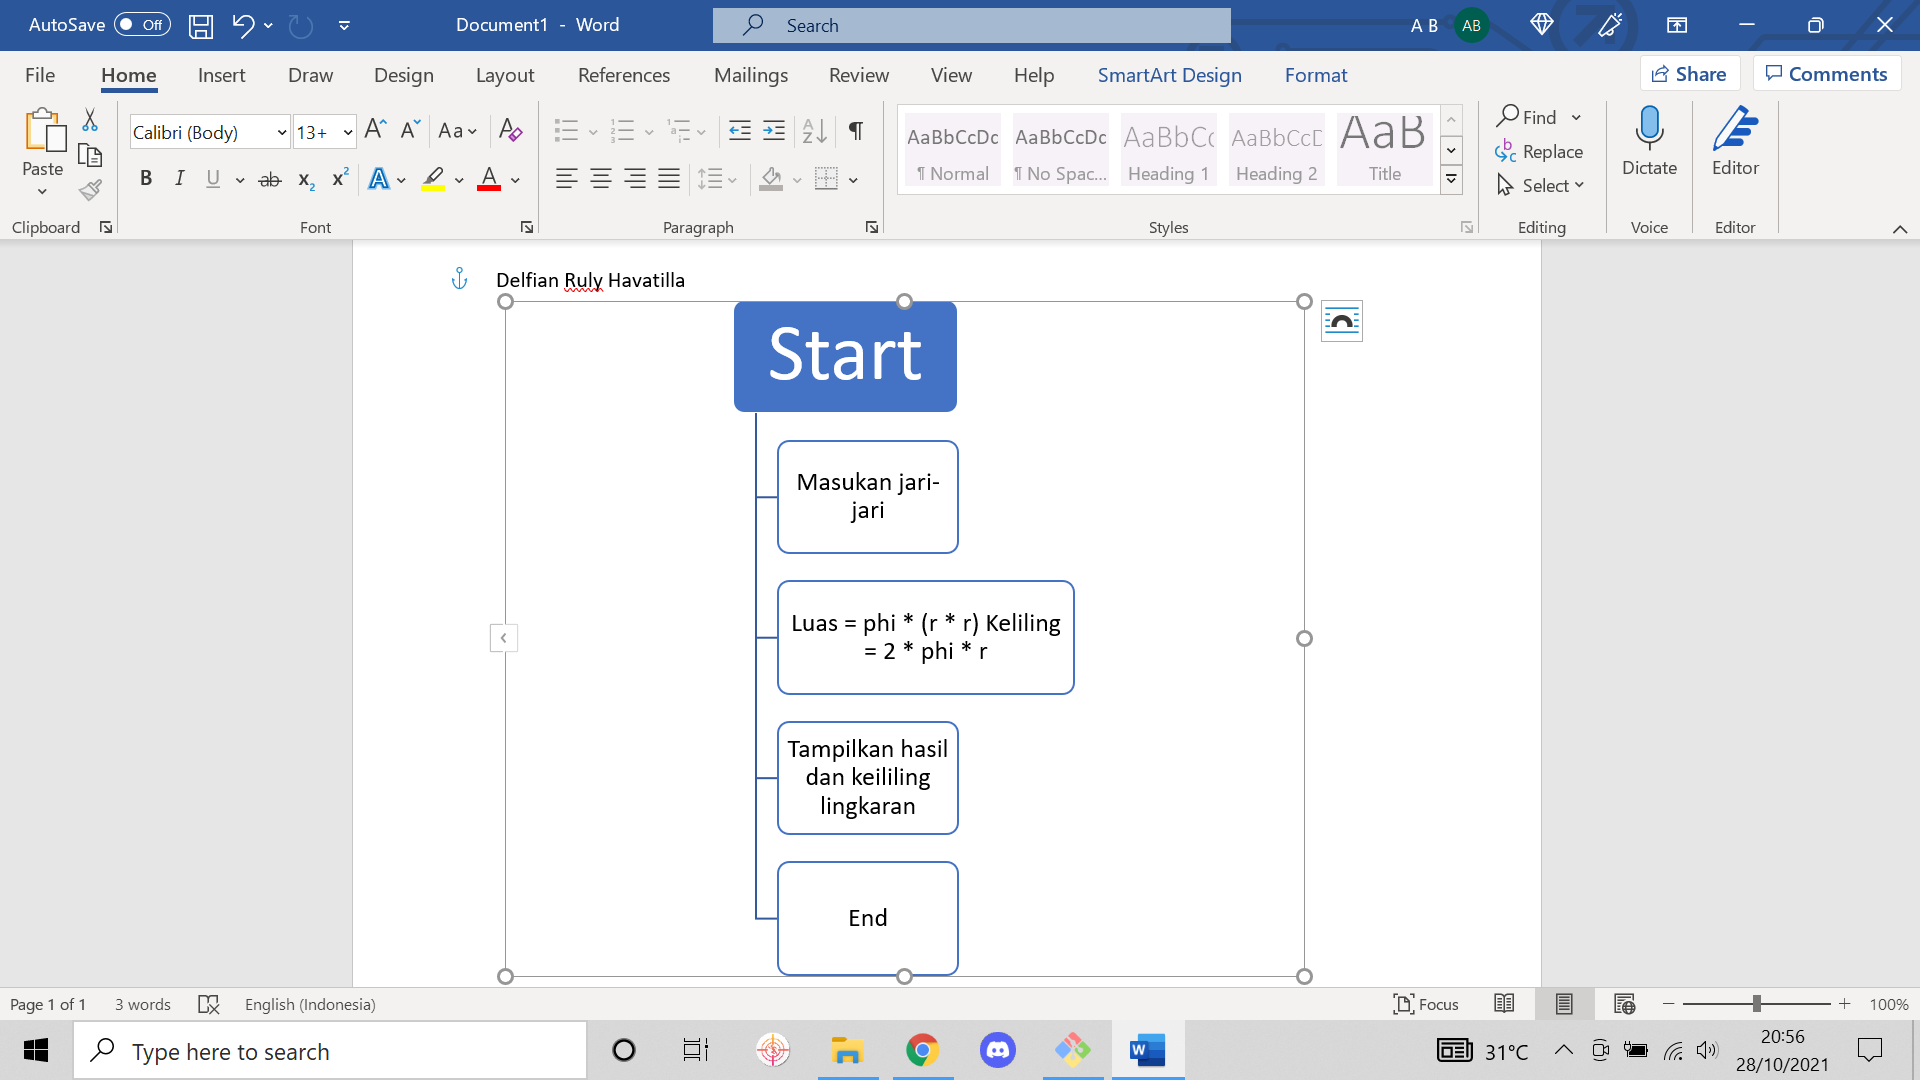 AutoSave Off Document1 - Word Search A B AB
File Home Insert Draw Design Layout References Mailings Review View Help SmartArt Design Format Share Comments
Paste
Clipboard
Calibri (Body) 13+
Font
Paragraph
AaBbCcDc AaBbCcDc AaBbCc AaBbCcD AaB
¶ Normal ¶ No Spac... Heading 1 Heading 2 Title
Styles
Find
Replace
Select
Editing
Dictate
Voice
Editor
Editor
Delfian Ruly Havatilla
Start
Masukan jari-
jari
Luas = phi * (r * r) Keliling
= 2 * phi * r
Tampilkan hasil
dan keililing
lingkaran
End
Page 1 of 1 3 words English (Indonesia) Focus 100%
Type here to search 31°C 20:56
28/10/2021